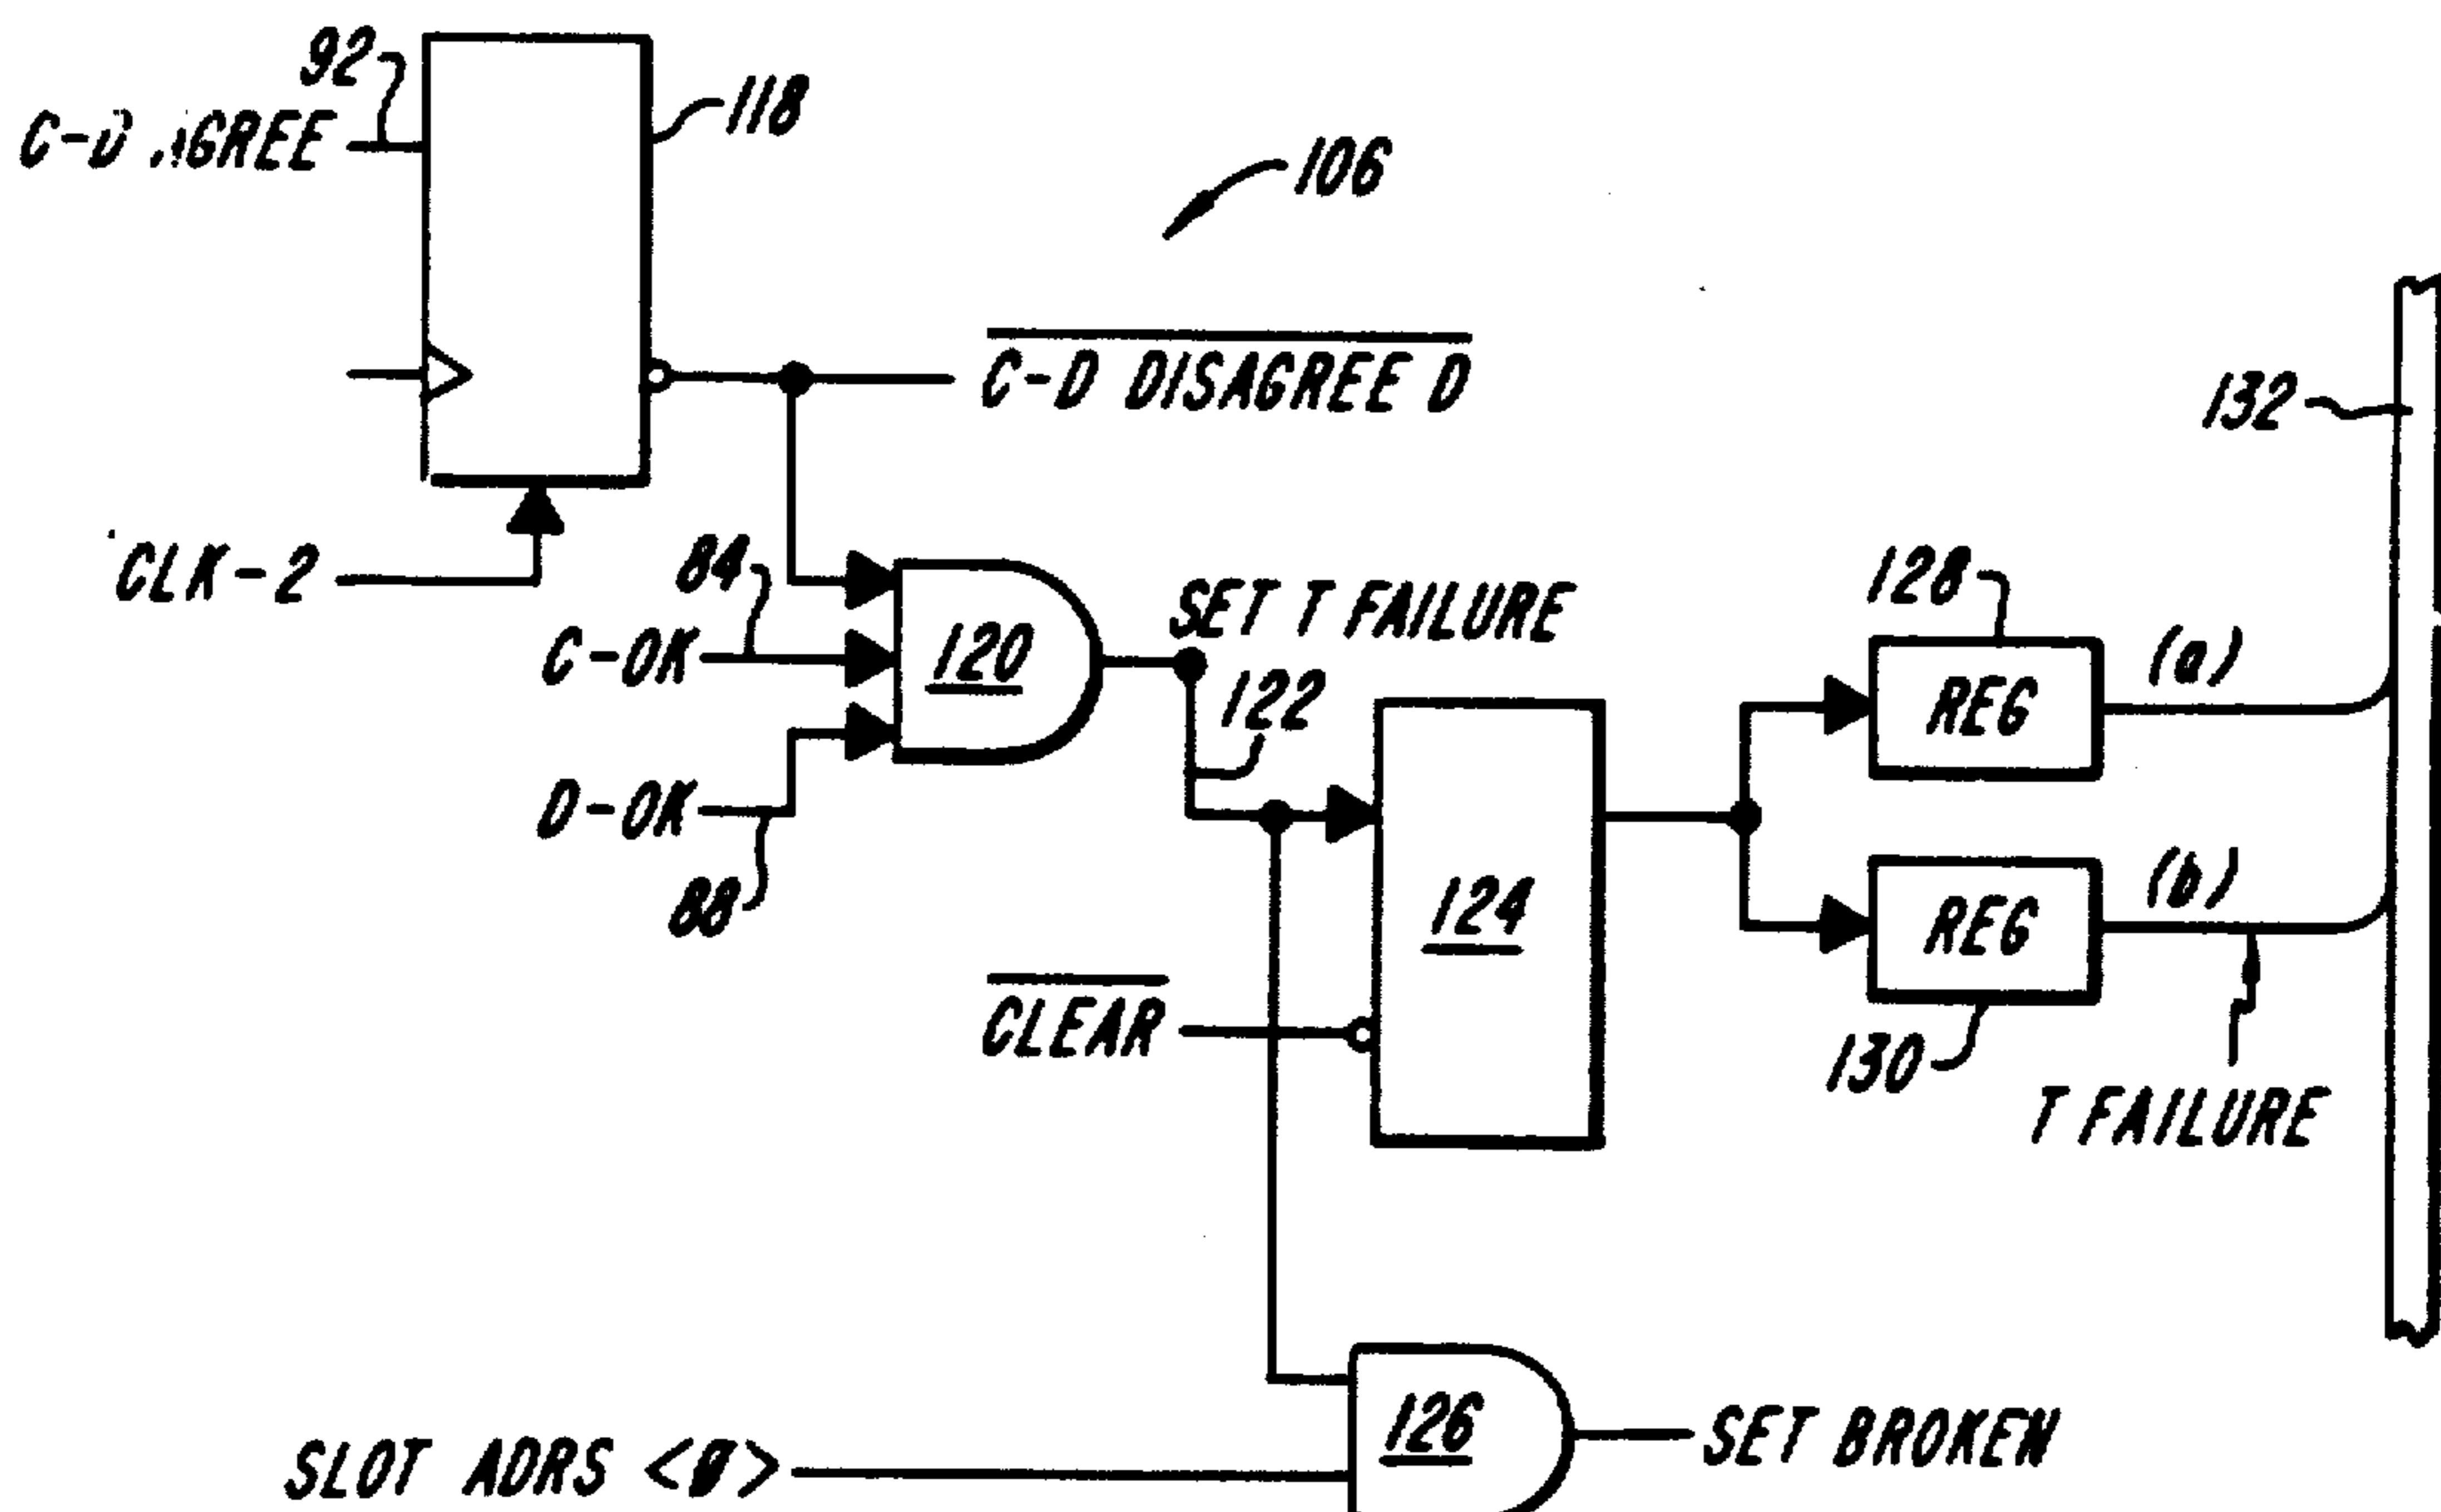 92
C-D AGREE
118
106
C-D DISAGREE D
132
CLK-2
84
C-OK
120
SET T FAILURE
122
128
REG
(a)
D-OK
88
124
REG
(b)
CLEAR
130
T FAILURE
126
SET BROKEN
SLOT ADRS <0>